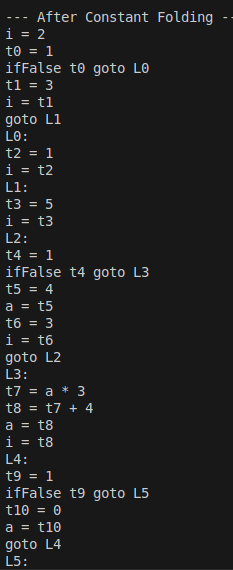 --- After Constant Folding --
i = 2
t0 = 1
ifFalse t0 goto L0
t1 = 3
i = t1
goto L1
L0:
t2 = 1
i = t2
L1:
t3 = 5
i = t3
L2:
t4 = 1
ifFalse t4 goto L3
t5 = 4
a = t5
t6 = 3
i = t6
goto L2
L3:
t7 = a * 3
t8 = t7 + 4
a = t8
i = t8
L4:
t9 = 1
ifFalse t9 goto L5
t10 = 0
a = t10
goto L4
L5: